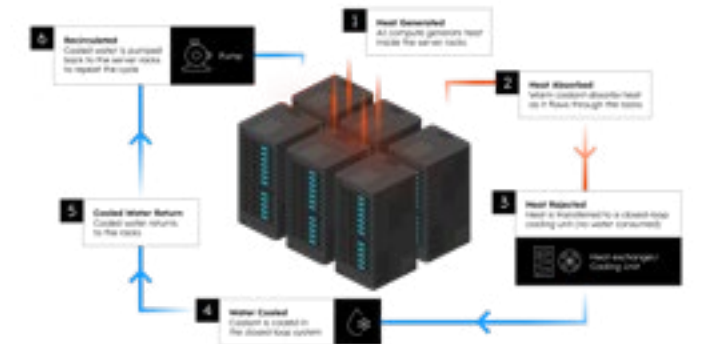 1
Heat Generated
AI compute generates heat
inside the server racks
2
Heat Absorbed
Warm coolant absorbs heat
as it flows through the racks
3
Heat Rejected
Heat is transferred to a closed-loop
cooling unit (no water consumed)
Heat exchanger/
Cooling Unit
4
Water Cooled
Coolant is cooled in
the closed-loop system
5
Cooled Water Return
Cooled water returns
to the racks
6
Recirculated
Cooled water is pumped
back to the server racks
to repeat the cycle
Pump